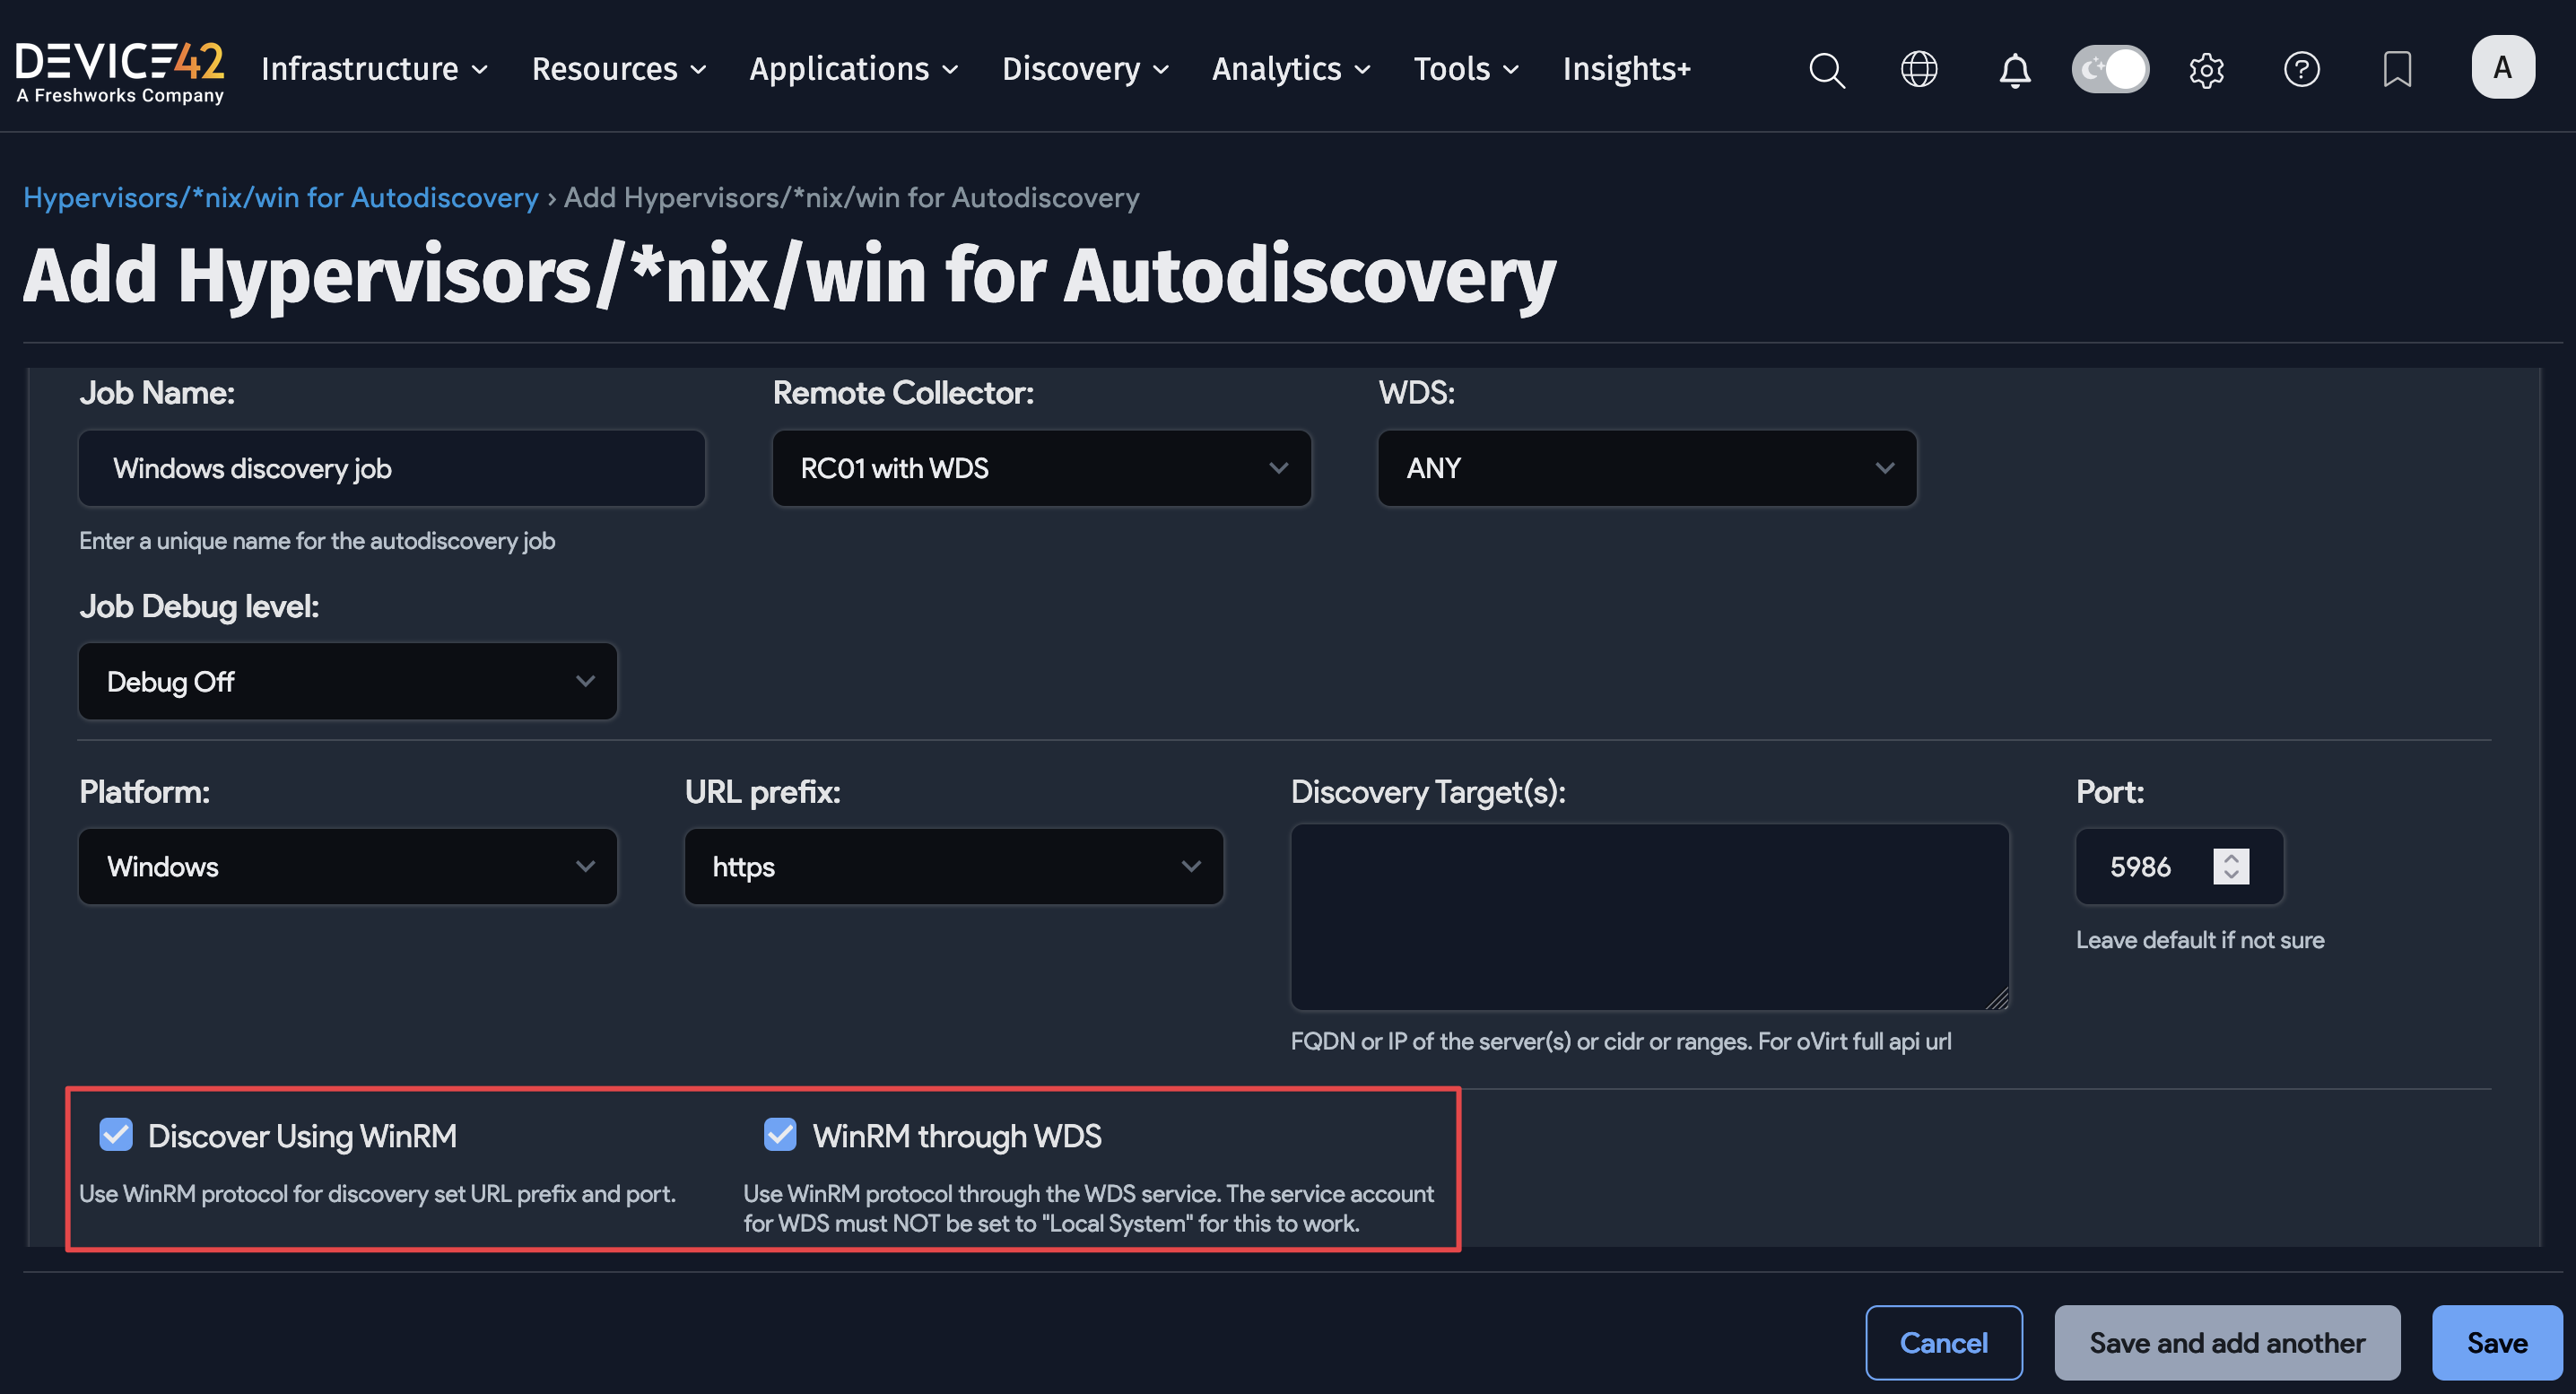 DEVICE42
A Freshworks Company
Infrastructure Resources Applications Discovery Analytics Tools Insights+
A
Hypervisors/*nix/win for Autodiscovery › Add Hypervisors/*nix/win for Autodiscovery
Add Hypervisors/*nix/win for Autodiscovery
Job Name: Remote Collector: WDS:
Windows discovery job RC01 with WDS ANY
Enter a unique name for the autodiscovery job
Job Debug level:
Debug Off
Platform: URL prefix: Discovery Target(s): Port:
Windows https 5986
Leave default if not sure
FQDN or IP of the server(s) or cidr or ranges. For oVirt full api url
Discover Using WinRM WinRM through WDS
Use WinRM protocol for discovery set URL prefix and port. Use WinRM protocol through the WDS service. The service account
for WDS must NOT be set to "Local System" for this to work.
Cancel Save and add another Save